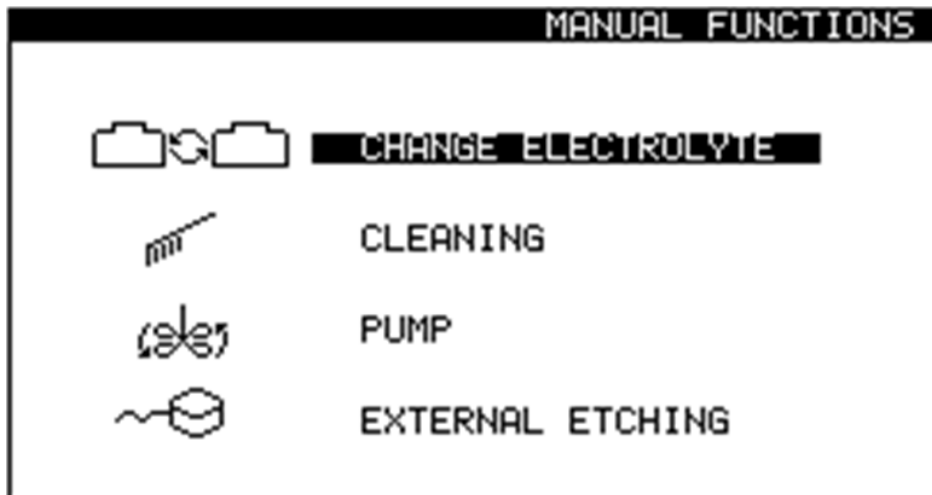 MANUAL FUNCTIONS
CHANGE ELECTROLYTE
CLEANING
PUMP
EXTERNAL ETCHING